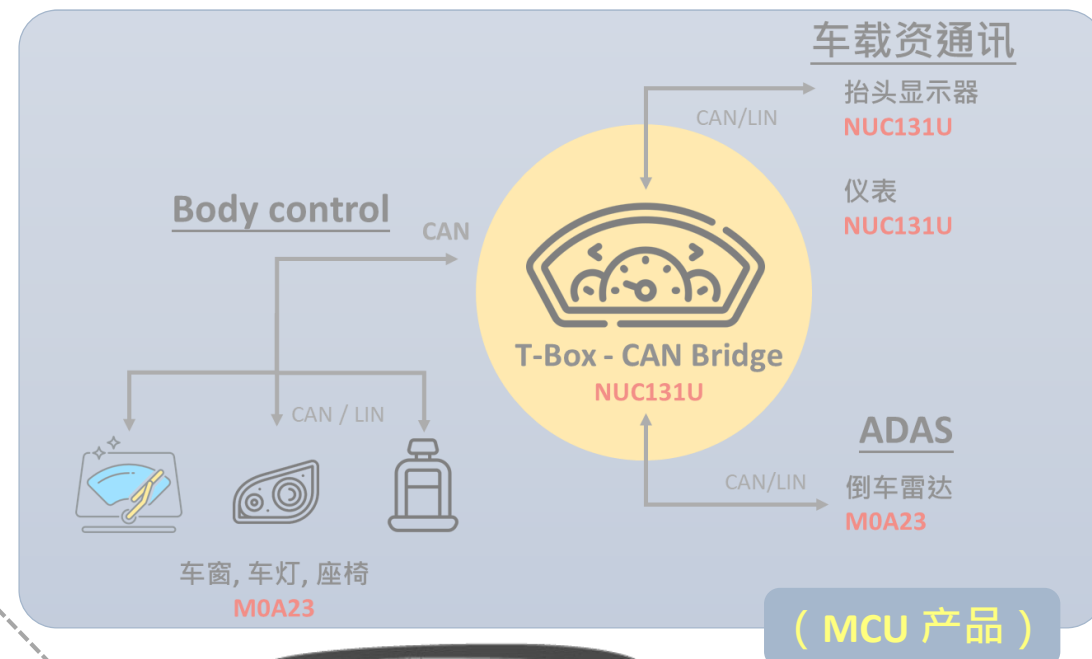 车载资通讯
抬头显示器
NUC131U
仪表
NUC131U
CAN/LIN
Body control
CAN
T-Box - CAN Bridge
NUC131U
CAN / LIN
车窗, 车灯, 座椅
M0A23
ADAS
CAN/LIN
倒车雷达
M0A23
（ MCU 产品 ）